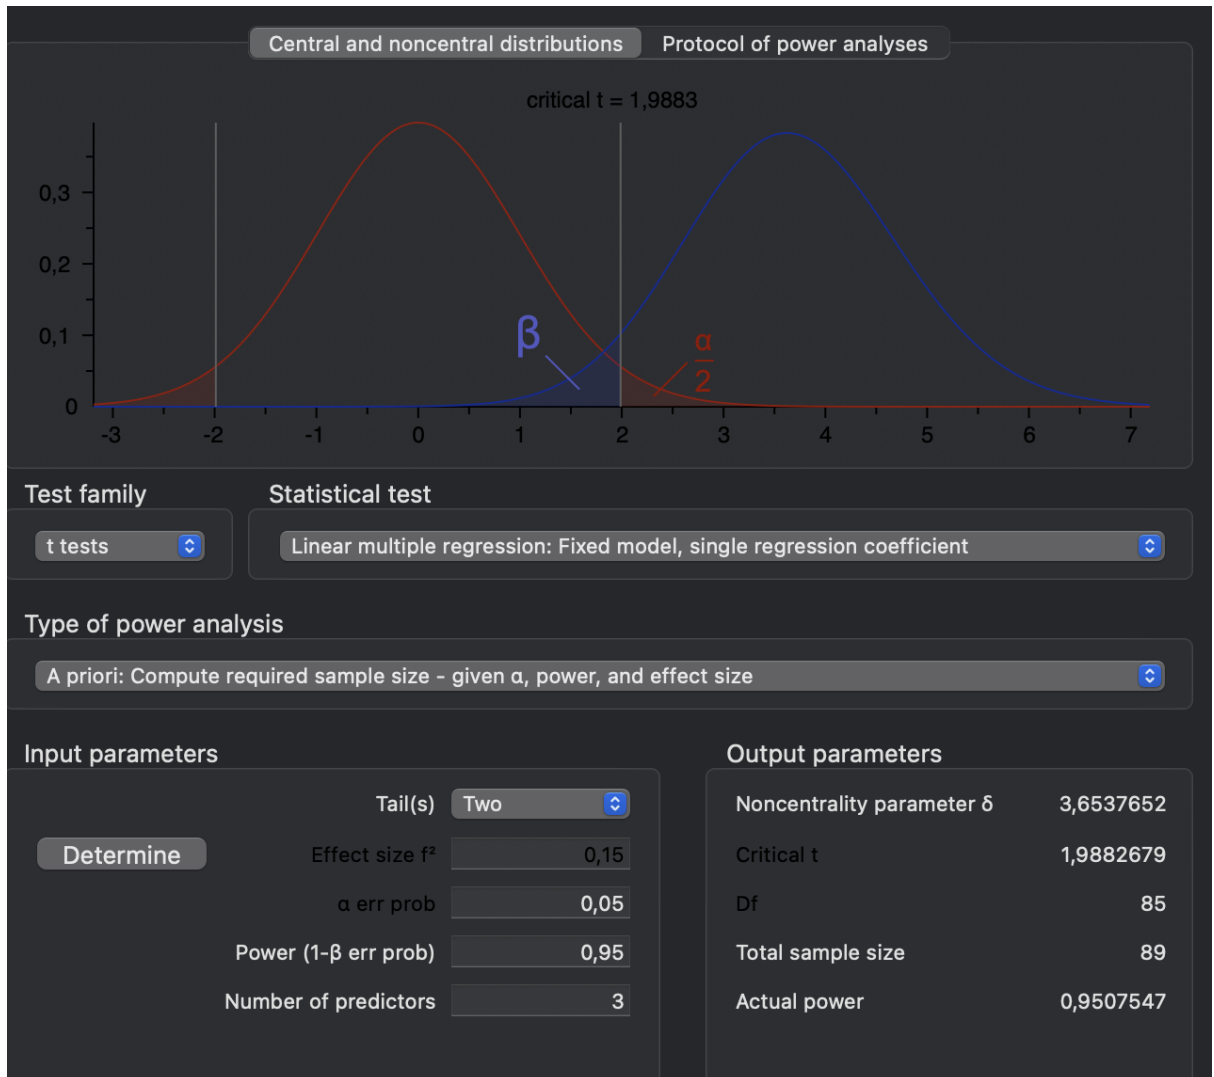 Central and noncentral distributions Protocol of power analyses
critical t = 1,9883
0,3
0,2
0,1
0
β
α
2
-3 -2 -1 0 1 2 3 4 5 6 7
Test family Statistical test
t tests Linear multiple regression: Fixed model, single regression coefficient
Type of power analysis
A priori: Compute required sample size - given α, power, and effect size
Input parameters Output parameters
Tail(s) Two Noncentrality parameter δ 3,6537652
Determine Effect size f² 0,15 Critical t 1,9882679
α err prob 0,05 Df 85
Power (1-β err prob) 0,95 Total sample size 89
Number of predictors 3 Actual power 0,9507547